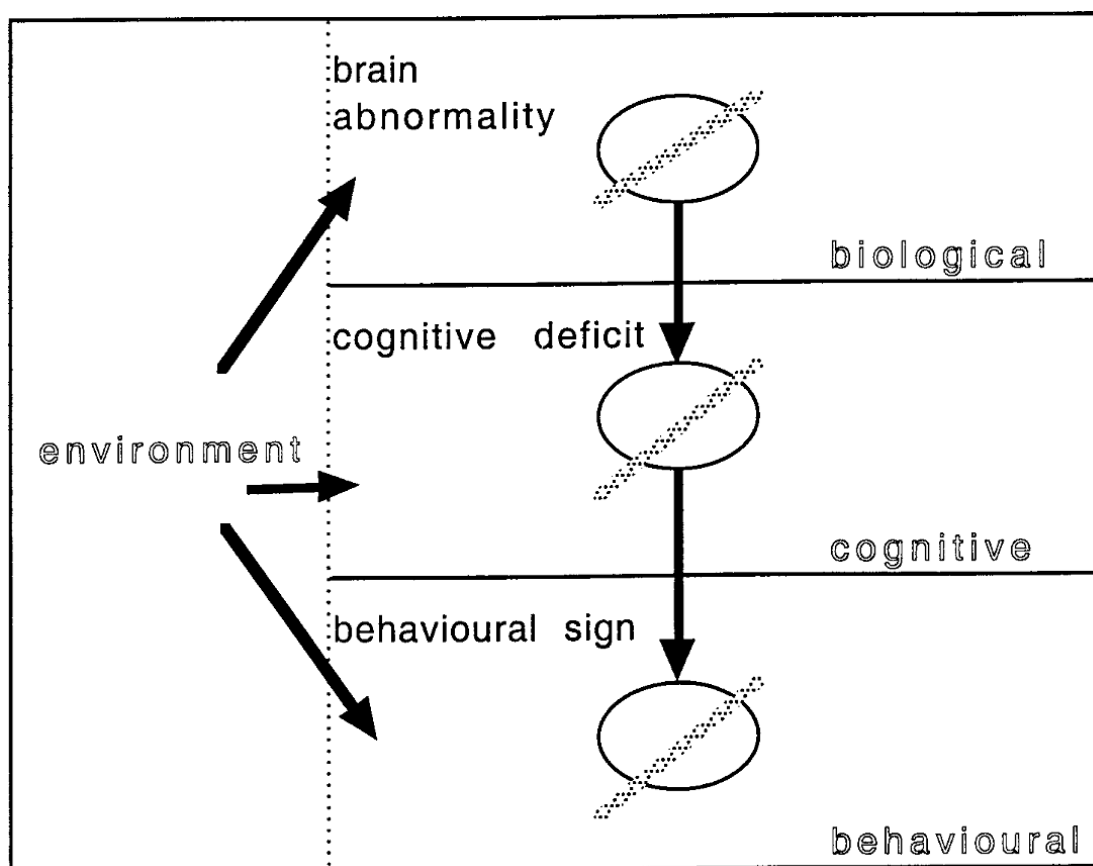 brain
abnormality
biological
cognitive deficit
environment
cognitive
behavioural sign
behavioural